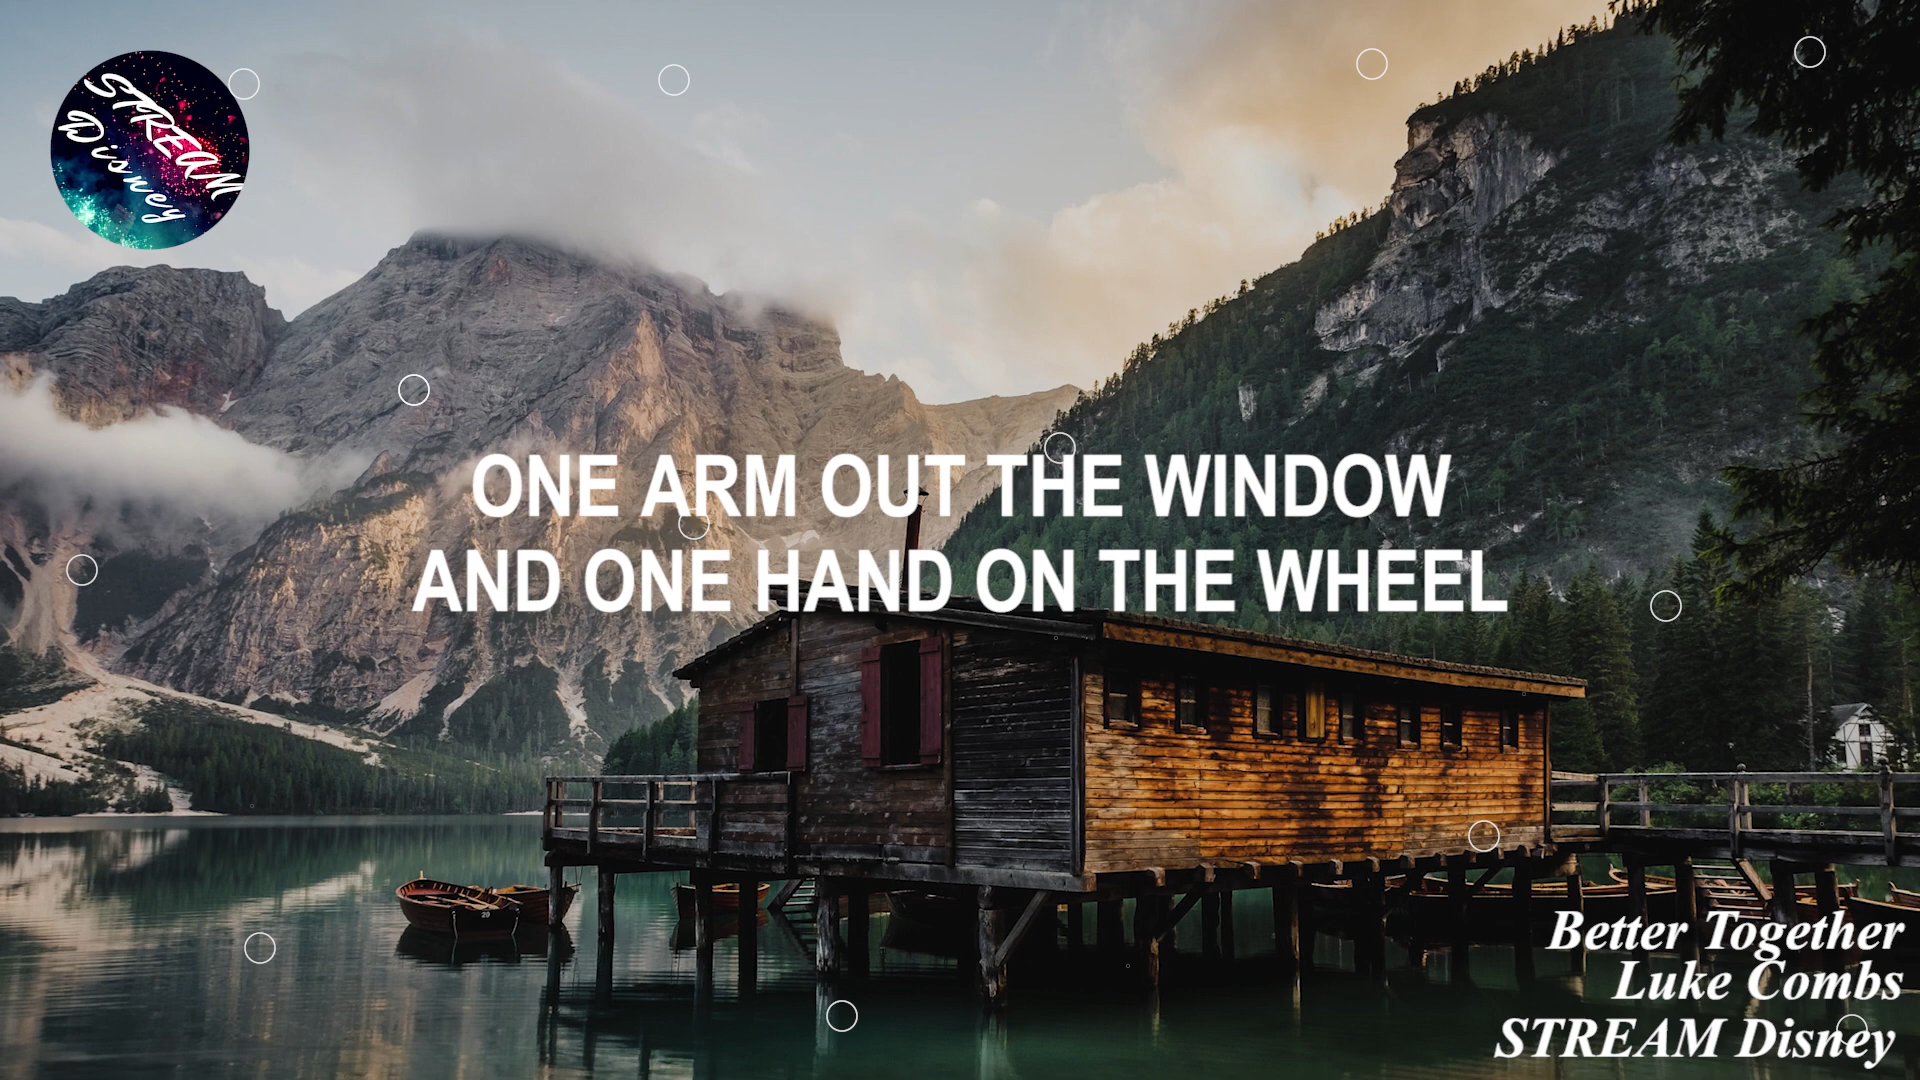 STREAM
Disney
ONE ARM OUT THE WINDOW
AND ONE HAND ON THE WHEEL
20
Better Together
Luke Combs
STREAM Disney